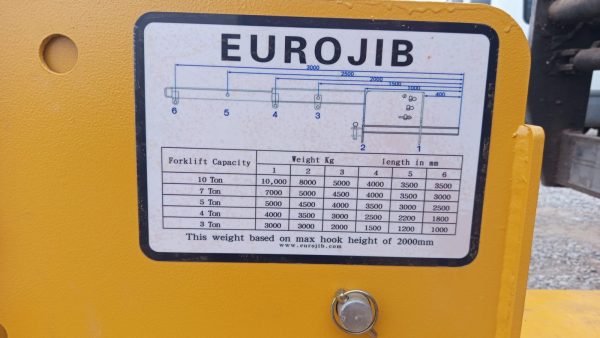 EUROJIB
3000
2500
2000
1500
1000
400
6 5 4 3
2 1
Forklift Capacity Weight Kg length in mm
1 2 3 4 5 6
10 Ton 10,000 8000 5000 4000 3500 3500
7 Ton 7000 5000 4500 4000 3500 3000
5 Ton 5000 4500 4000 3500 3000 2500
4 Ton 4000 3500 3000 2500 2200 1800
3 Ton 3000 3000 2000 1500 1200 1000
This weight based on max hook height of 2000mm
www.eurojib.com